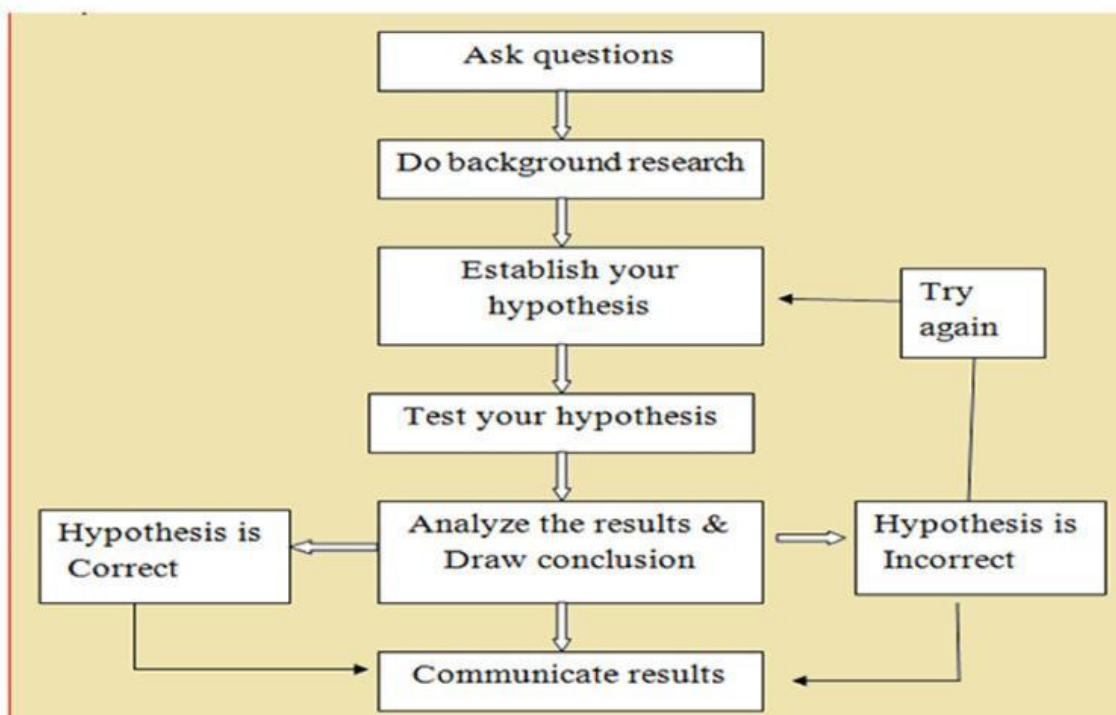 Ask questions
Do background research
Establish your
hypothesis
Try
again
Test your hypothesis
Hypothesis is
Correct
Analyze the results &
Draw conclusion
Hypothesis is
Incorrect
Communicate results